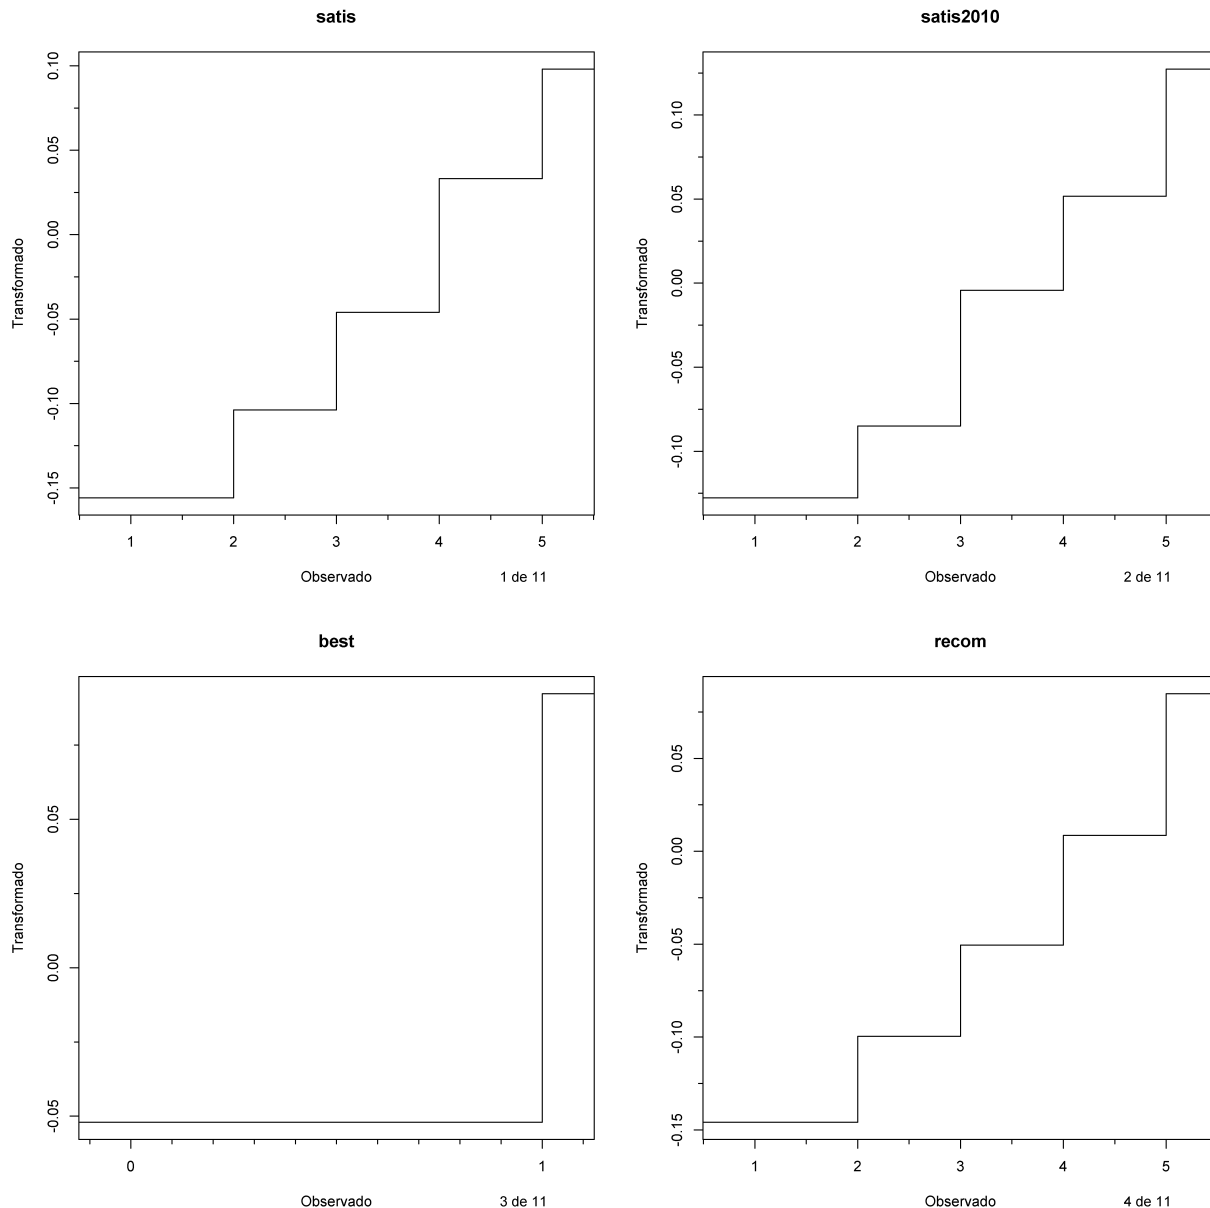 satis
0.10
0.05
0.00
-0.05
-0.10
-0.15
Transformado
1 2 3 4 5
Observado 1 de 11
satis2010
0.10
0.05
0.00
-0.05
-0.10
Transformado
1 2 3 4 5
Observado 2 de 11
best
0.05
0.00
-0.05
Transformado
0 1
Observado 3 de 11
recom
0.05
0.00
-0.05
-0.10
-0.15
Transformado
1 2 3 4 5
Observado 4 de 11